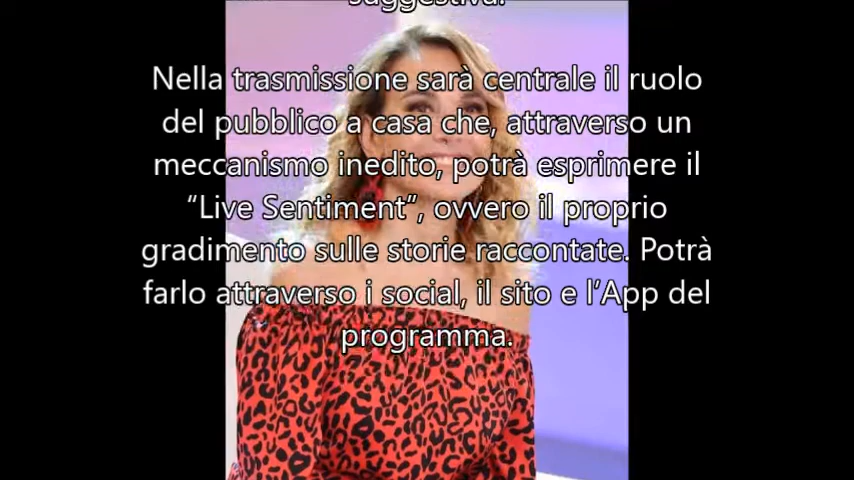 suggestiva.
Nella trasmissione sarà centrale il ruolo
del pubblico a casa che, attraverso un
meccanismo inedito, potrà esprimere il
“Live Sentiment”, ovvero il proprio
gradimento sulle storie raccontate. Potrà
farlo attraverso i social, il sito e l’App del
programma.